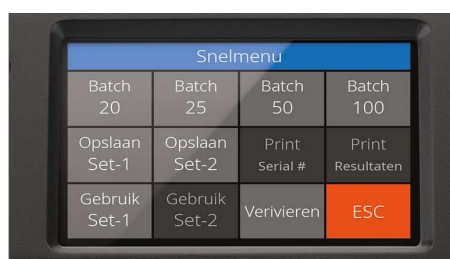 Snelmenu
Batch
20
Batch
25
Batch
50
Batch
100
Opslaan
Set-1
Opslaan
Set-2
Print
Serial #
Print
Resultaten
Gebruik
Set-1
Gebruik
Set-2
Verivieren
ESC